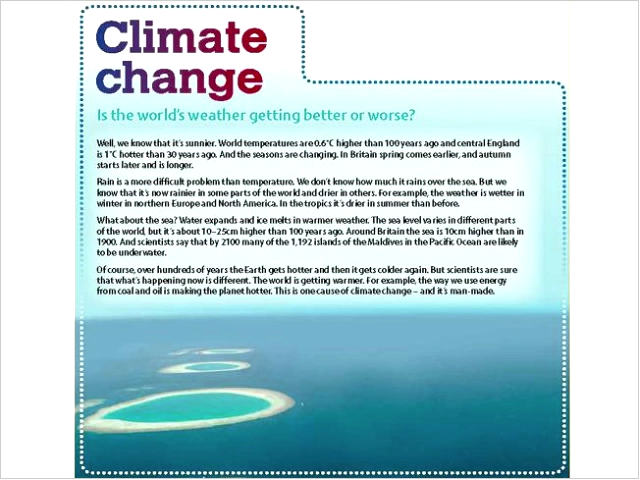 Climate
change
Is the world's weather getting better or worse?
Well, we know that it's sunnier. World temperatures are 0.6°C higher than 100 years ago and central England
is 1°C hotter than 30 years ago. And the seasons are changing. In Britain spring comes earlier, and autumn
starts later and is longer.
Rain is a more difficult problem than temperature. We don't know how much it rains over the sea. But we
know that it's now rainier in some parts of the world and drier in others. For example, the weather is wetter in
winter in northern Europe and North America. In the tropics it's drier in summer than before.
What about the sea? Water expands and ice melts in warmer weather. The sea level varies in different parts
of the world, but it's about 10–25cm higher than 100 years ago. Around Britain the sea is 10cm higher than in
1900. And scientists say that by 2100 many of the 1,192 islands of the Maldives in the Pacific Ocean are likely
to be underwater.
Of course, over hundreds of years the Earth gets hotter and then it gets colder again. But scientists are sure
that what's happening now is different. The world is getting warmer. For example, the way we use energy
from coal and oil is making the planet hotter. This is one cause of climate change – and it's man-made.